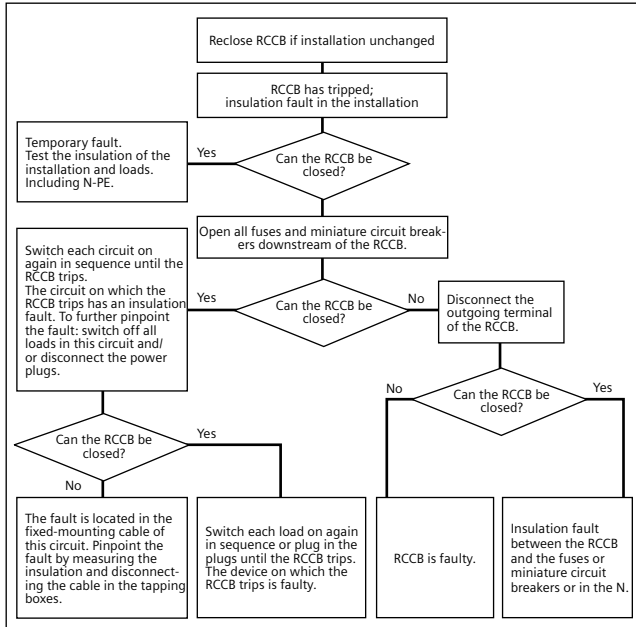 Reclose RCCB if installation unchanged
RCCB has tripped;
insulation fault in the installation
Temporary fault.
Test the insulation of the
installation and loads.
Including N-PE.
Yes
Can the RCCB be
closed?
Open all fuses and miniature circuit break-
ers downstream of the RCCB.
Switch each circuit on
again in sequence until the
RCCB trips.
The circuit on which the
RCCB trips has an insulation
fault. To further pinpoint
the fault: switch off all
loads in this circuit and/
or disconnect the power
plugs.
Yes
Can the RCCB be
closed?
No
Disconnect the
outgoing terminal
of the RCCB.
No
Can the RCCB be
closed?
Yes
Can the RCCB be
closed?
Yes
No
The fault is located in the
fixed-mounting cable of
this circuit. Pinpoint the
fault by measuring the
insulation and disconnect-
ing the cable in the tapping
boxes.
Switch each load on again
in sequence or plug in the
plugs until the RCCB trips.
The device on which the
RCCB trips is faulty.
RCCB is faulty.
Insulation fault
between the RCCB
and the fuses or
miniature circuit
breakers or in the N.